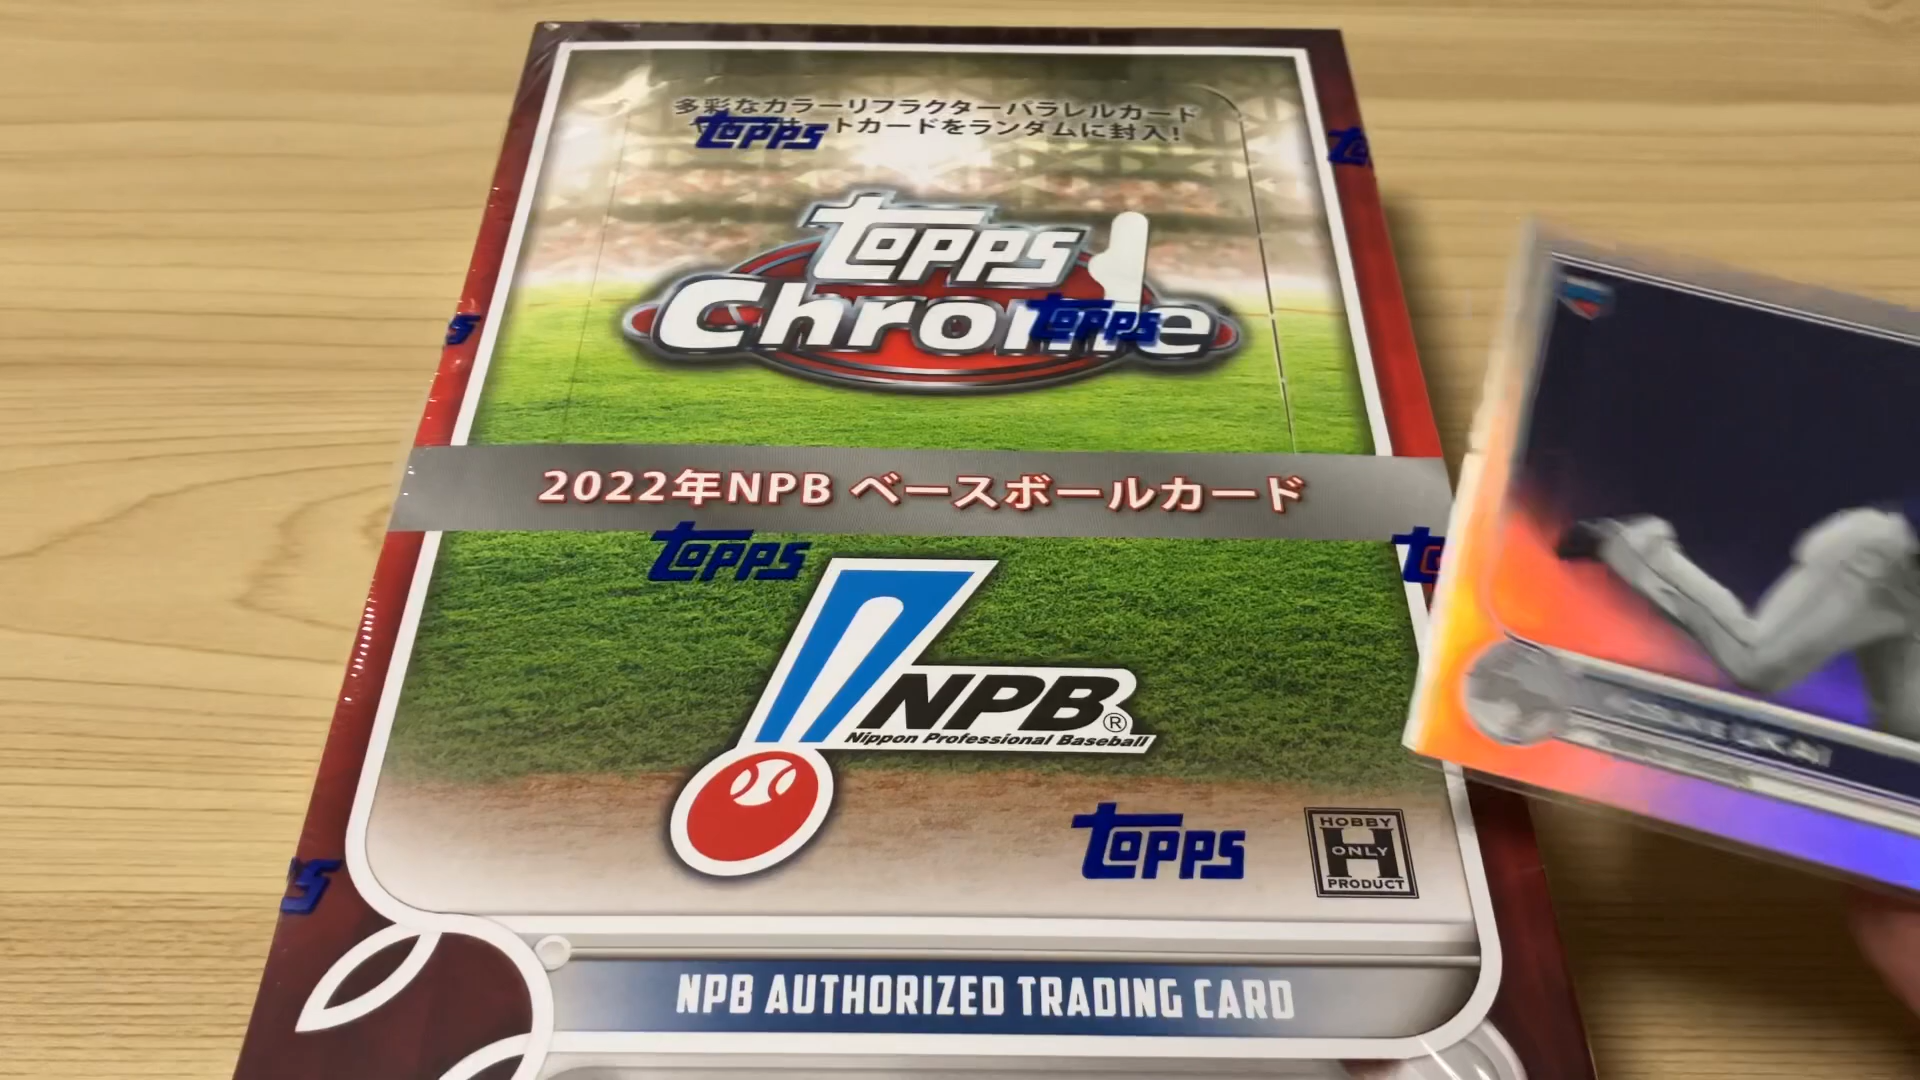 多彩なカラーリフラクターパラレルカード
トカードをランダムに封入!
topps
topps
Chrome
topps
2022年NPB ベースボールカード
topps
NPB®
Nippon Professional Baseball
topps
HOBBY
H
ONLY
PRODUCT
NPB AUTHORIZED TRADING CARD